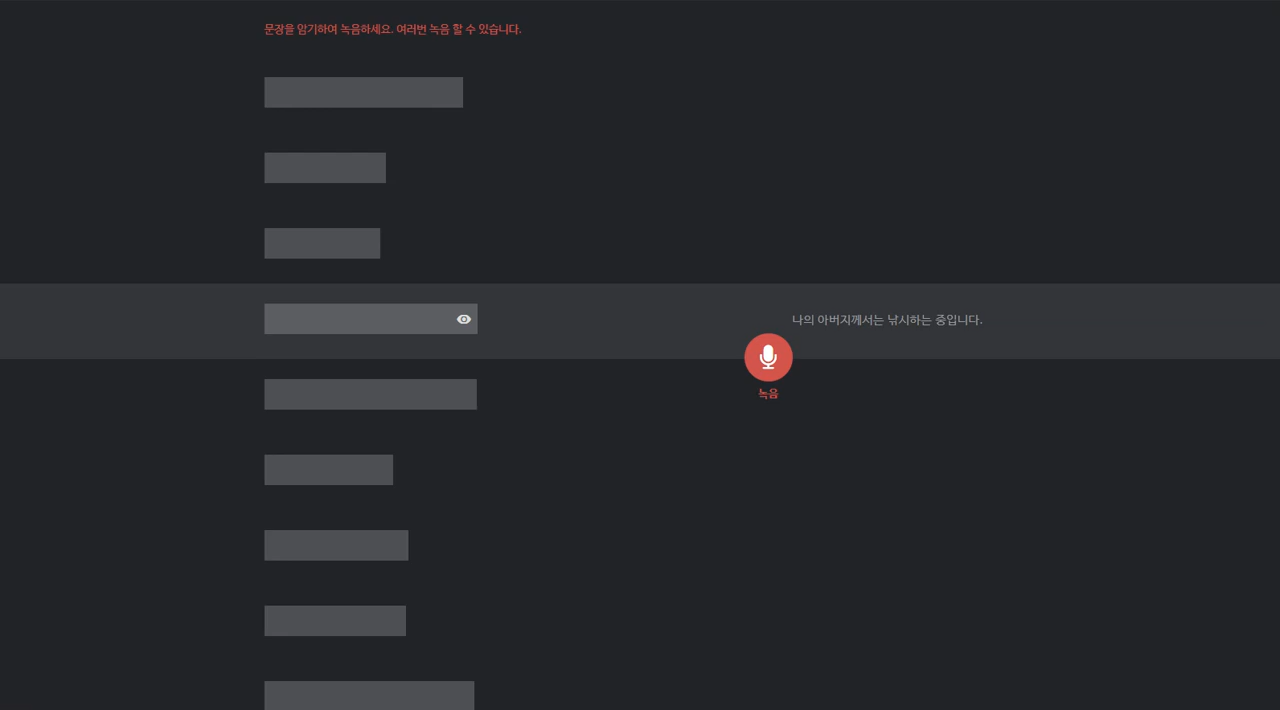 문장을 암기하여 녹음하세요. 여러번 녹음 할 수 있습니다.
나의 아버지께서는 낚시하는 중입니다.
녹음